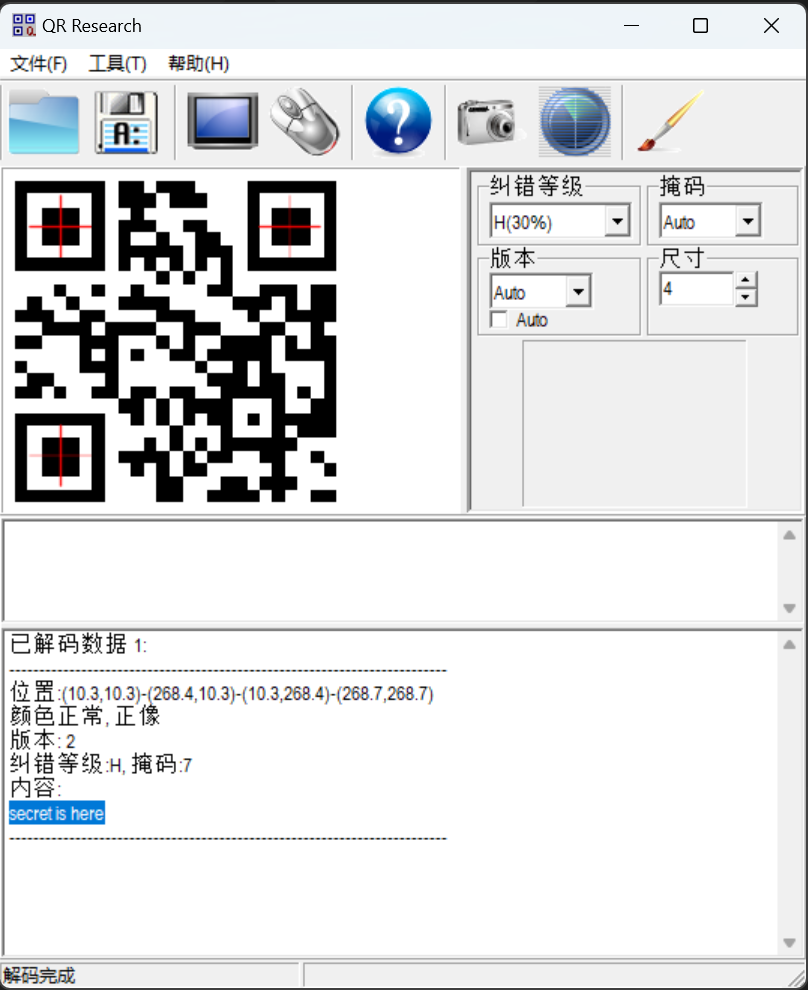 QR Research
文件(F) 工具(T) 帮助(H)
A:
?
纠错等级 掩码
H(30%) Auto
版本 尺寸
Auto 4
Auto
已解码数据 1:
--------------------------------------------------------------------------------
位置:(10.3,10.3)-(268.4,10.3)-(10.3,268.4)-(268.7,268.7)
颜色正常, 正像
版本: 2
纠错等级:H, 掩码:7
内容:
secret is here
--------------------------------------------------------------------------------
解码完成